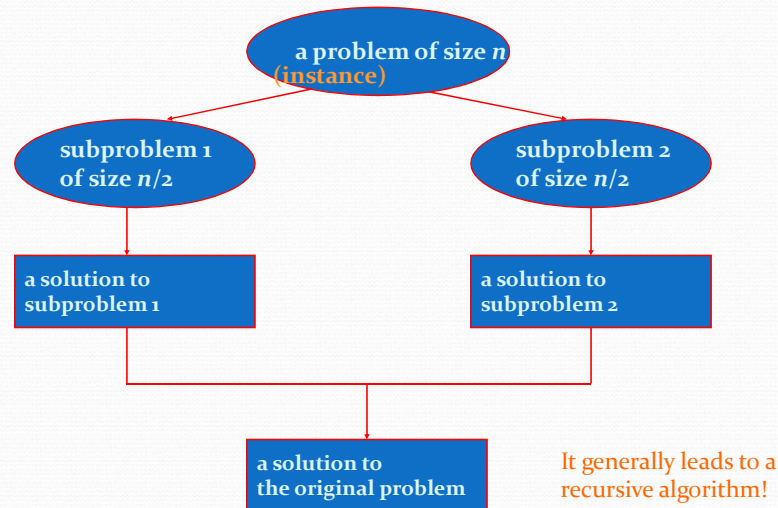 a problem of size n
(instance)
subproblem 1
of size n/2
subproblem 2
of size n/2
a solution to
subproblem 1
a solution to
subproblem 2
a solution to
the original problem
It generally leads to a
recursive algorithm!